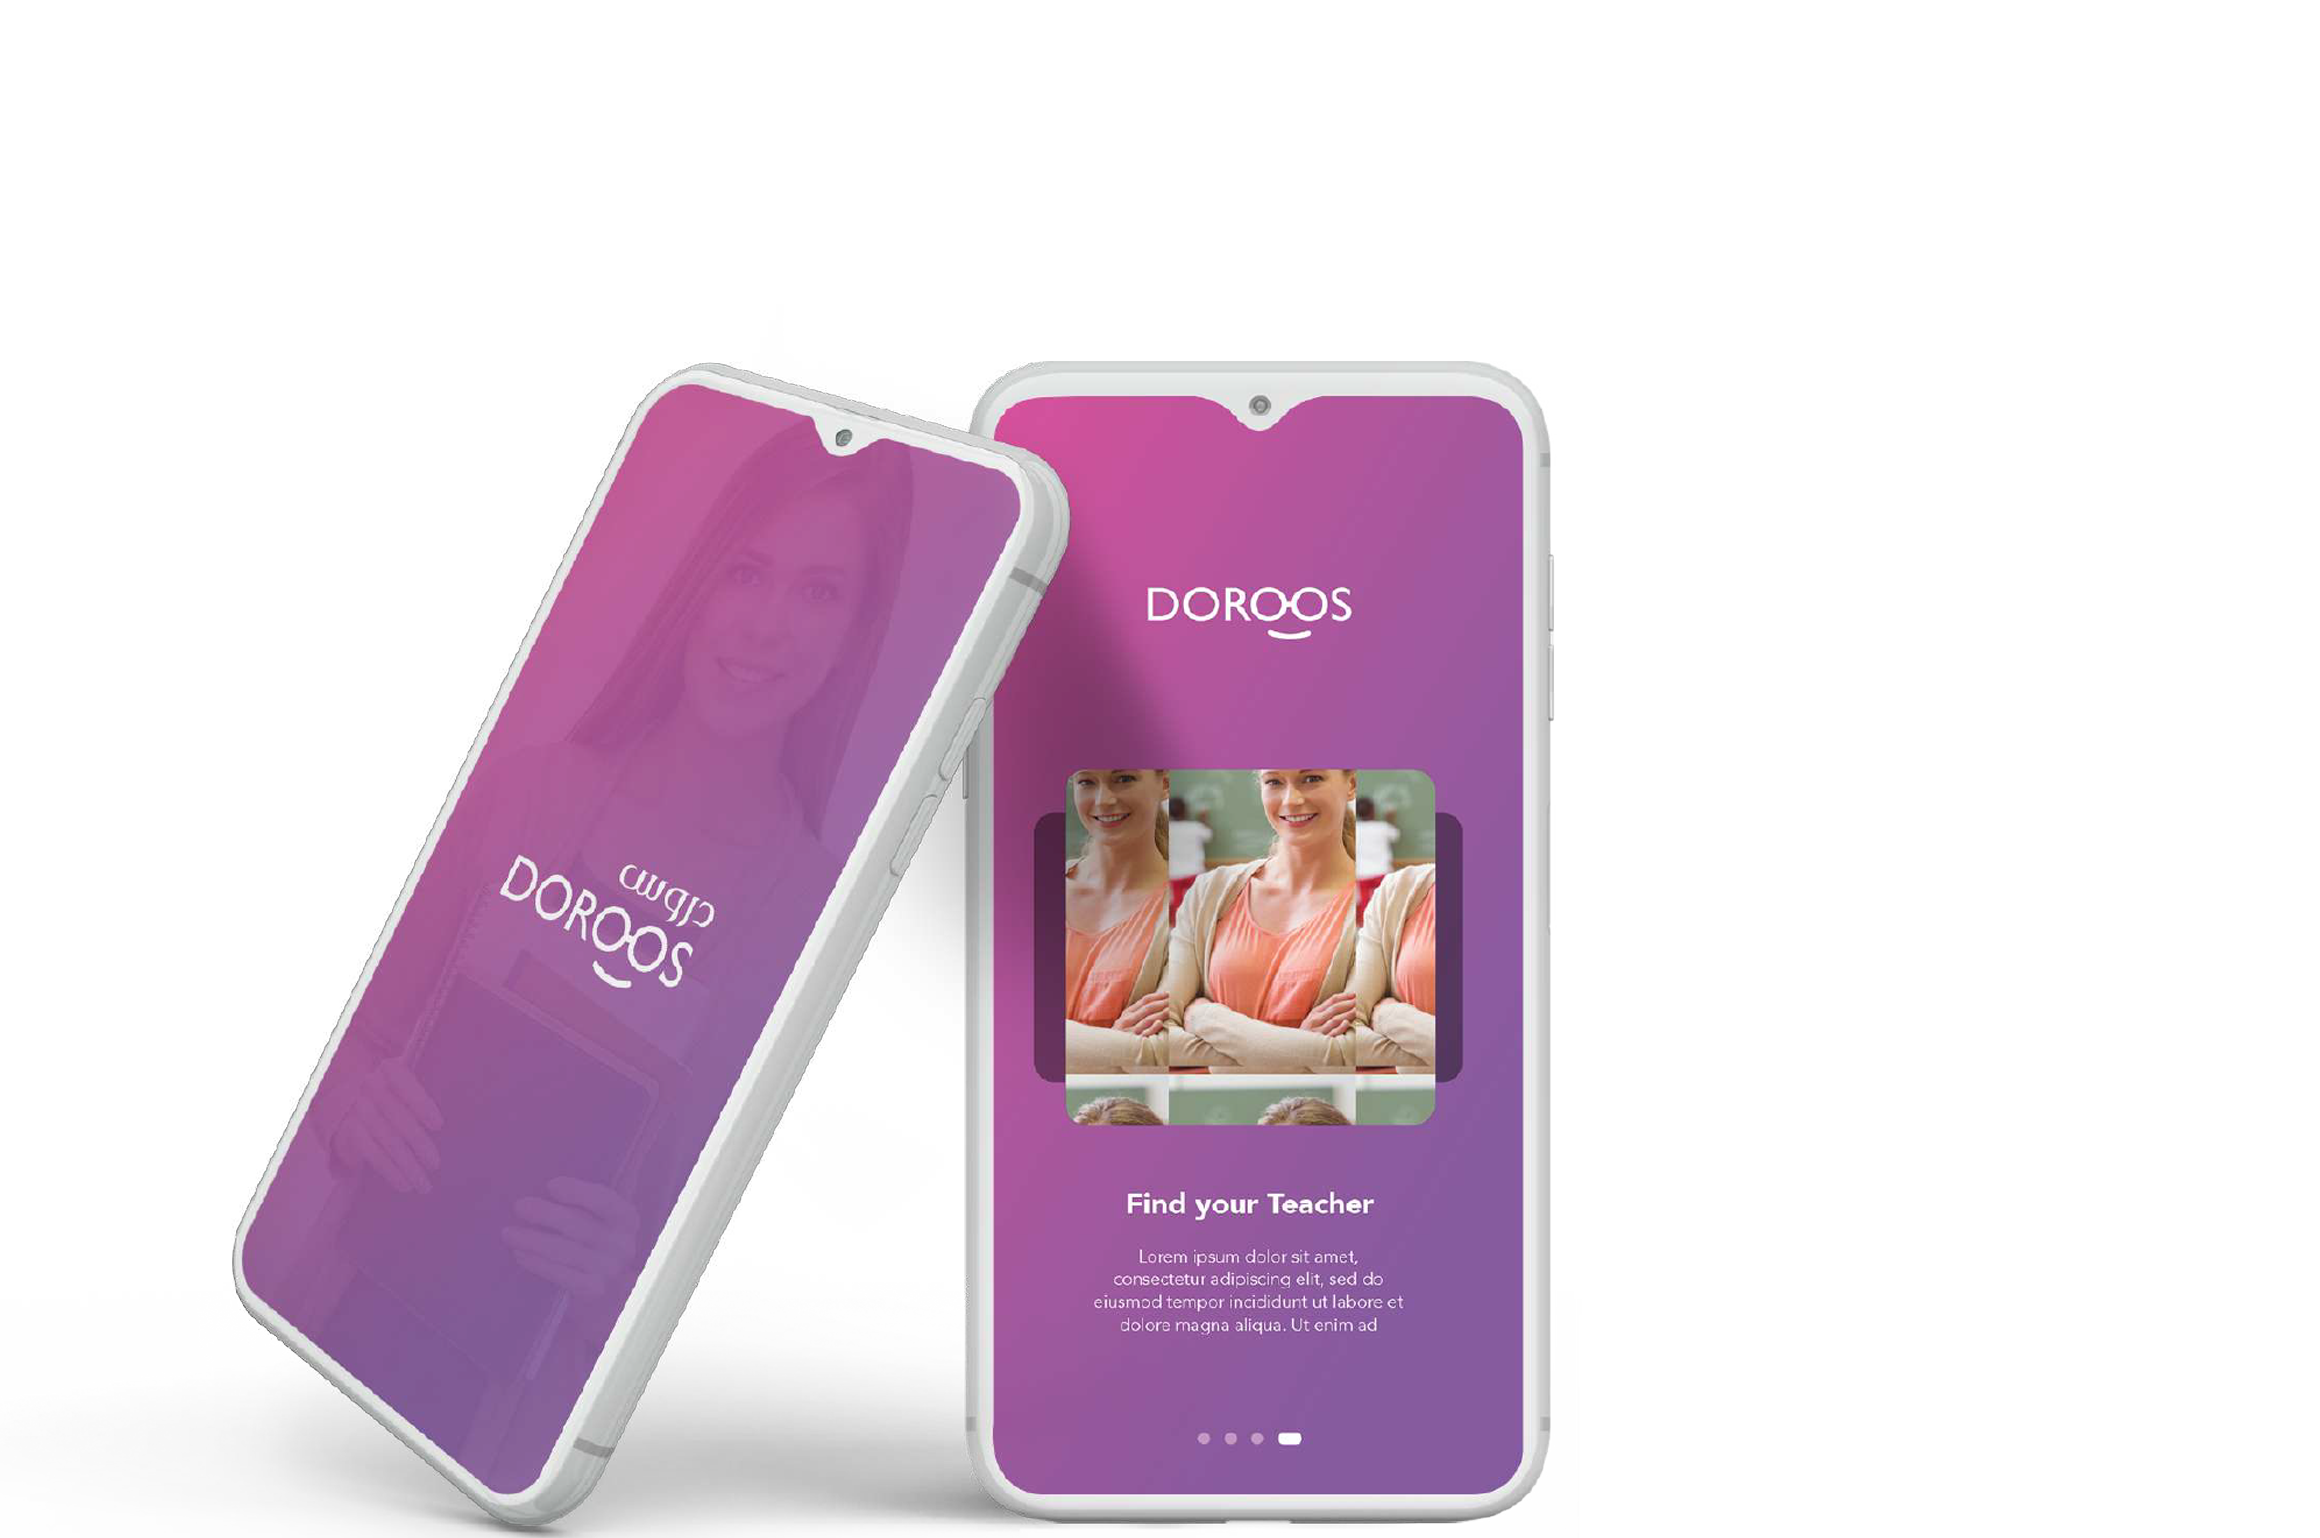 DOROOS
DOROOS
Find your Teacher
Lorem ipsum dolor sit amet,
consectetur adipiscing elit, sed do
eiusmod tempor incididunt ut labore et
dolore magna aliqua. Ut enim ad